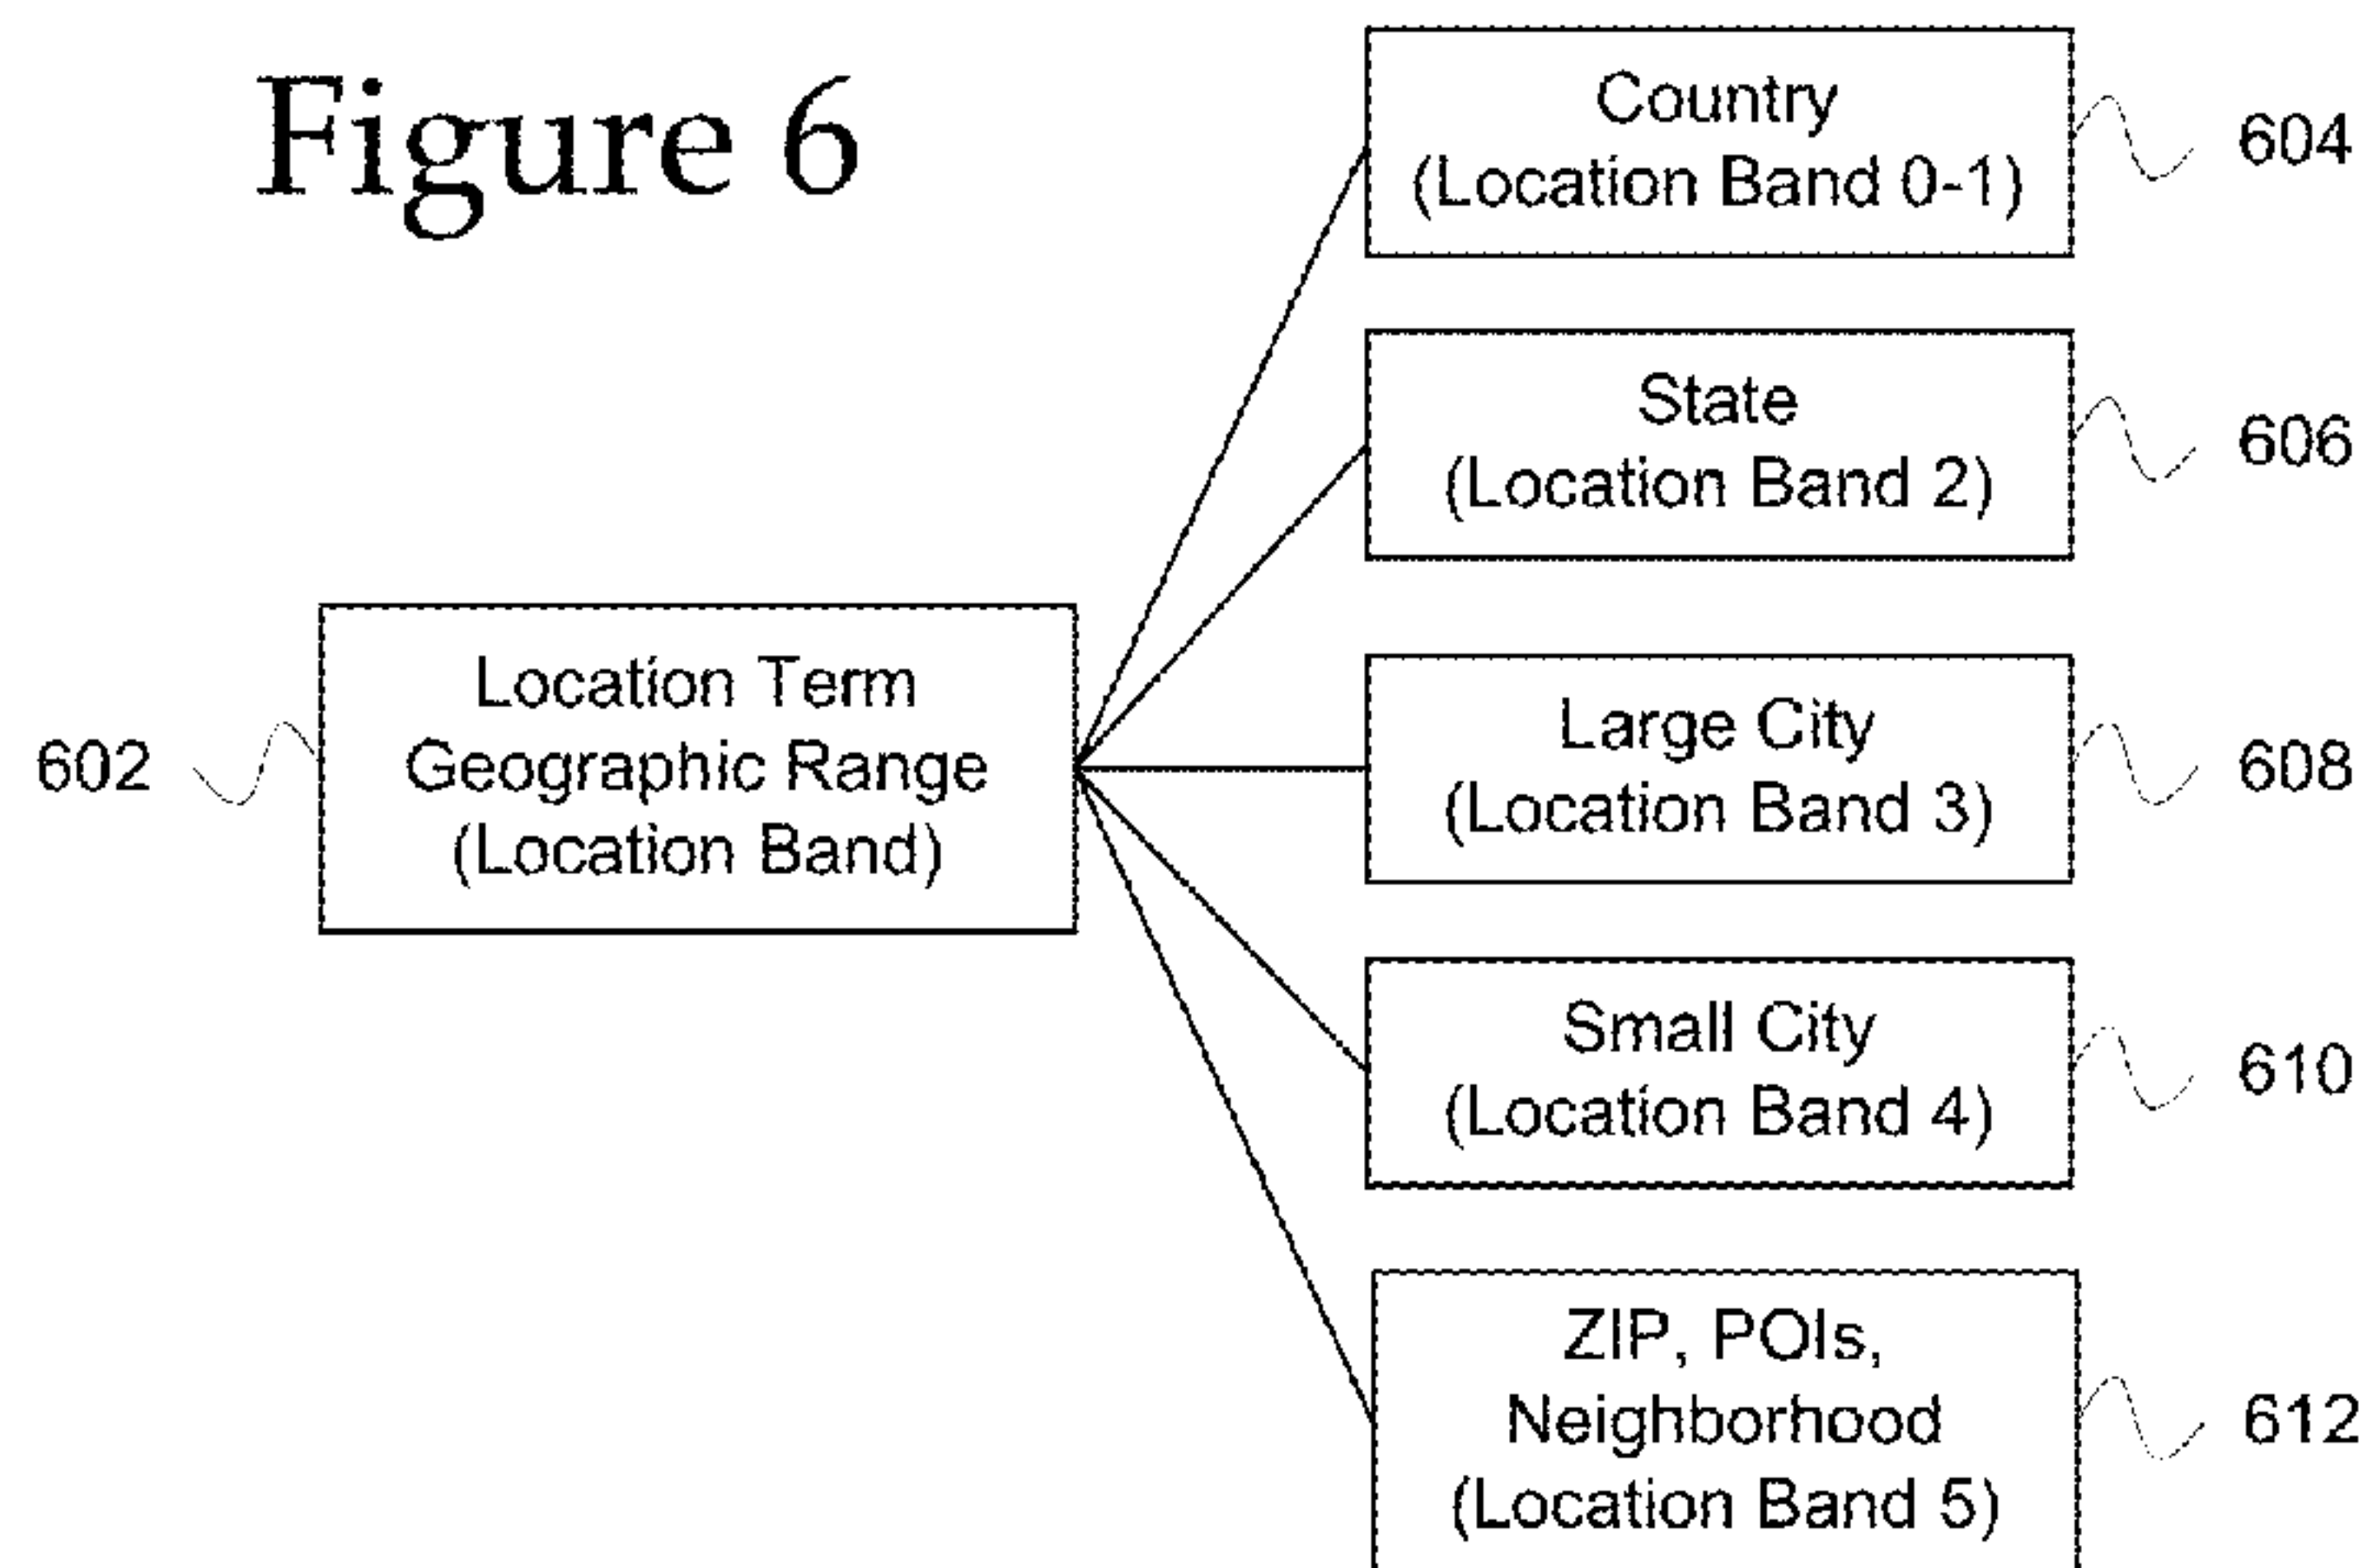 Figure 6
Country
(Location Band 0-1)
604
State
(Location Band 2)
606
Location Term
Geographic Range
(Location Band)
602
Large City
(Location Band 3)
608
Small City
(Location Band 4)
610
ZIP, POIs,
Neighborhood
(Location Band 5)
612